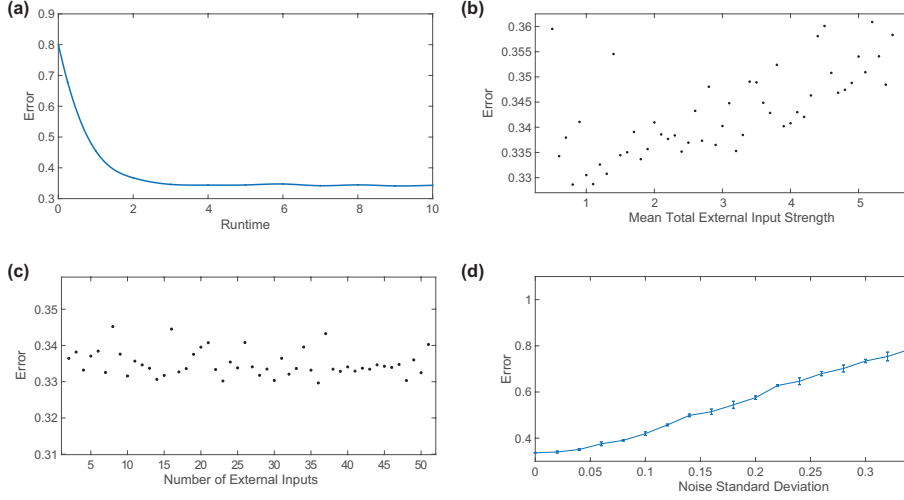 (a)
0.9
0.8
0.7
0.6
0.5
0.4
0.3
Error
0 2 4 6 8 10
Runtime
(b)
0.36
0.355
0.35
0.345
0.34
0.335
0.33
Error
1 2 3 4 5
Mean Total External Input Strength
(c)
0.35
0.34
0.33
0.32
0.31
Error
5 10 15 20 25 30 35 40 45 50
Number of External Inputs
(d)
1
0.8
0.6
0.4
Error
0 0.05 0.1 0.15 0.2 0.25 0.3
Noise Standard Deviation